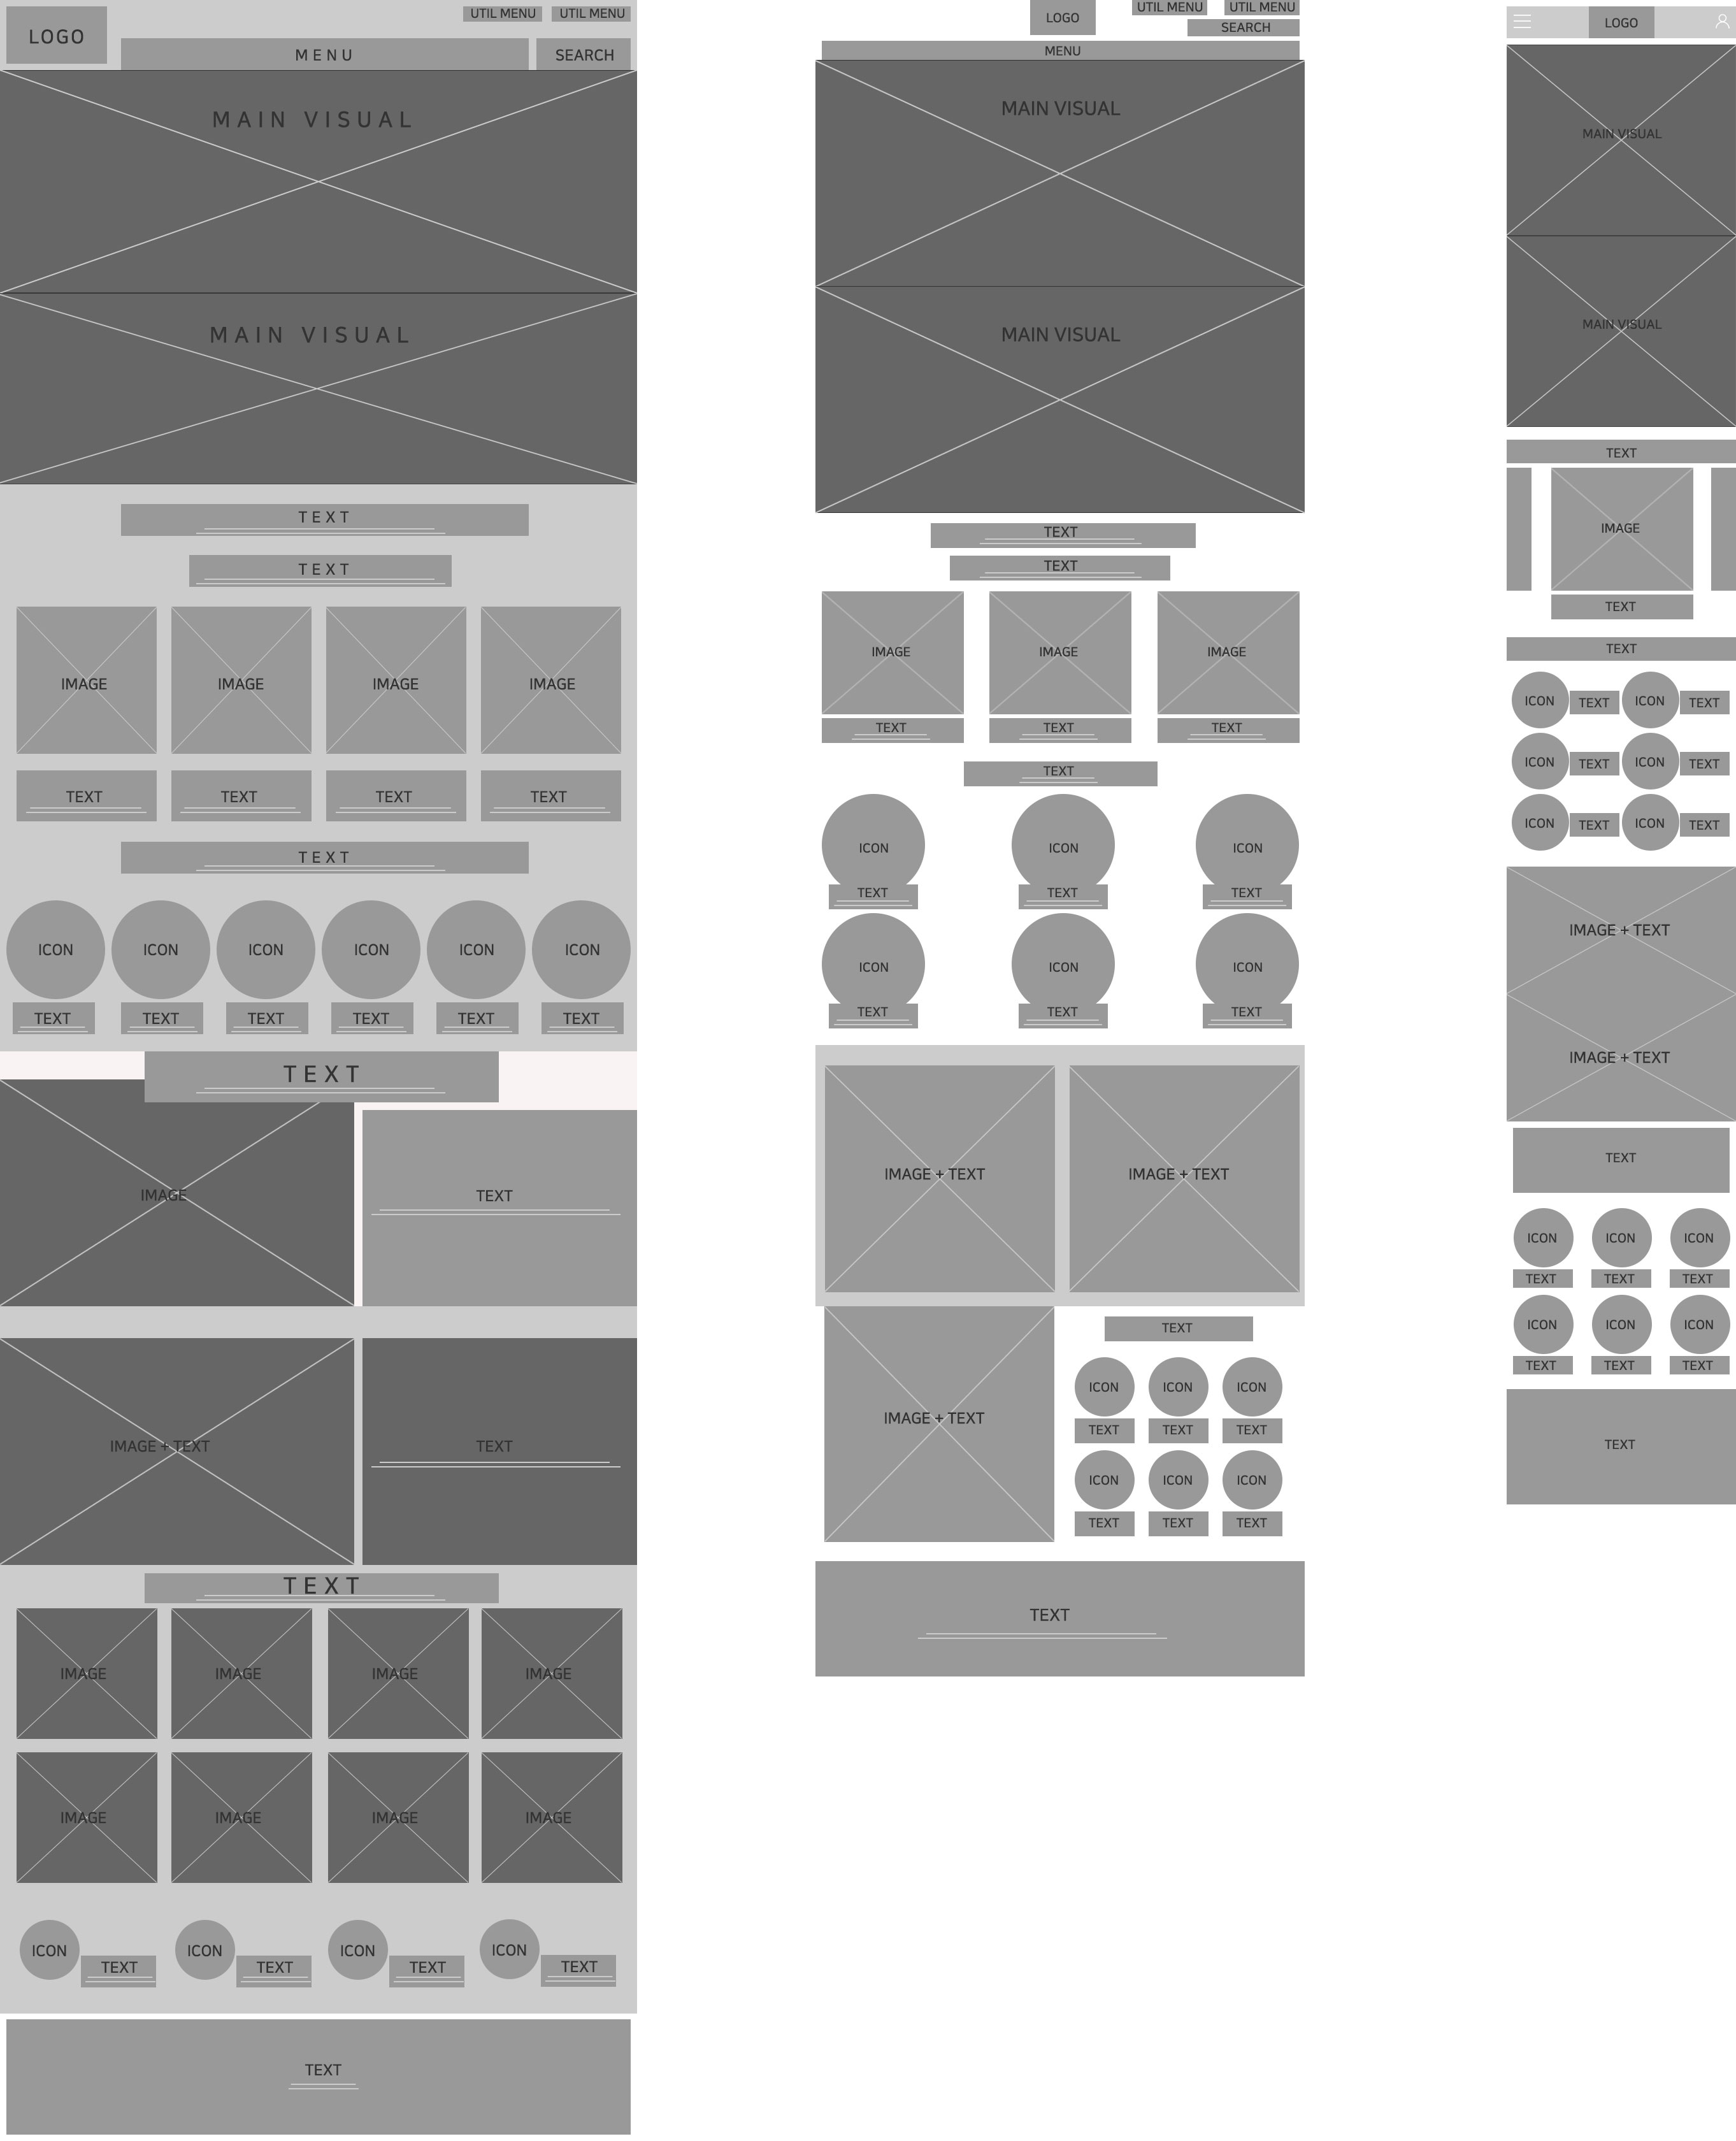 UTIL MENU UTIL MENU
LOGO
MENU SEARCH
MAIN VISUAL
MAIN VISUAL
TEXT
TEXT
IMAGE IMAGE IMAGE IMAGE
TEXT TEXT TEXT TEXT
TEXT
ICON ICON ICON ICON ICON ICON
TEXT TEXT TEXT TEXT TEXT TEXT
TEXT
IMAGE TEXT
IMAGE + TEXT TEXT
TEXT
IMAGE IMAGE IMAGE IMAGE
IMAGE IMAGE IMAGE IMAGE
ICON ICON ICON ICON
TEXT TEXT TEXT TEXT
TEXT
UTIL MENU UTIL MENU
LOGO
SEARCH
MENU
MAIN VISUAL
MAIN VISUAL
TEXT
TEXT
IMAGE IMAGE IMAGE
TEXT TEXT TEXT
TEXT
ICON ICON ICON
TEXT TEXT TEXT
ICON ICON ICON
TEXT TEXT TEXT
IMAGE + TEXT IMAGE + TEXT
IMAGE + TEXT
TEXT
ICON ICON ICON
TEXT TEXT TEXT
ICON ICON ICON
TEXT TEXT TEXT
TEXT
LOGO
MAIN VISUAL
MAIN VISUAL
TEXT
IMAGE
TEXT
TEXT
ICON TEXT ICON TEXT
ICON TEXT ICON TEXT
ICON TEXT ICON TEXT
IMAGE + TEXT
IMAGE + TEXT
TEXT
ICON ICON ICON
TEXT TEXT TEXT
ICON ICON ICON
TEXT TEXT TEXT
TEXT